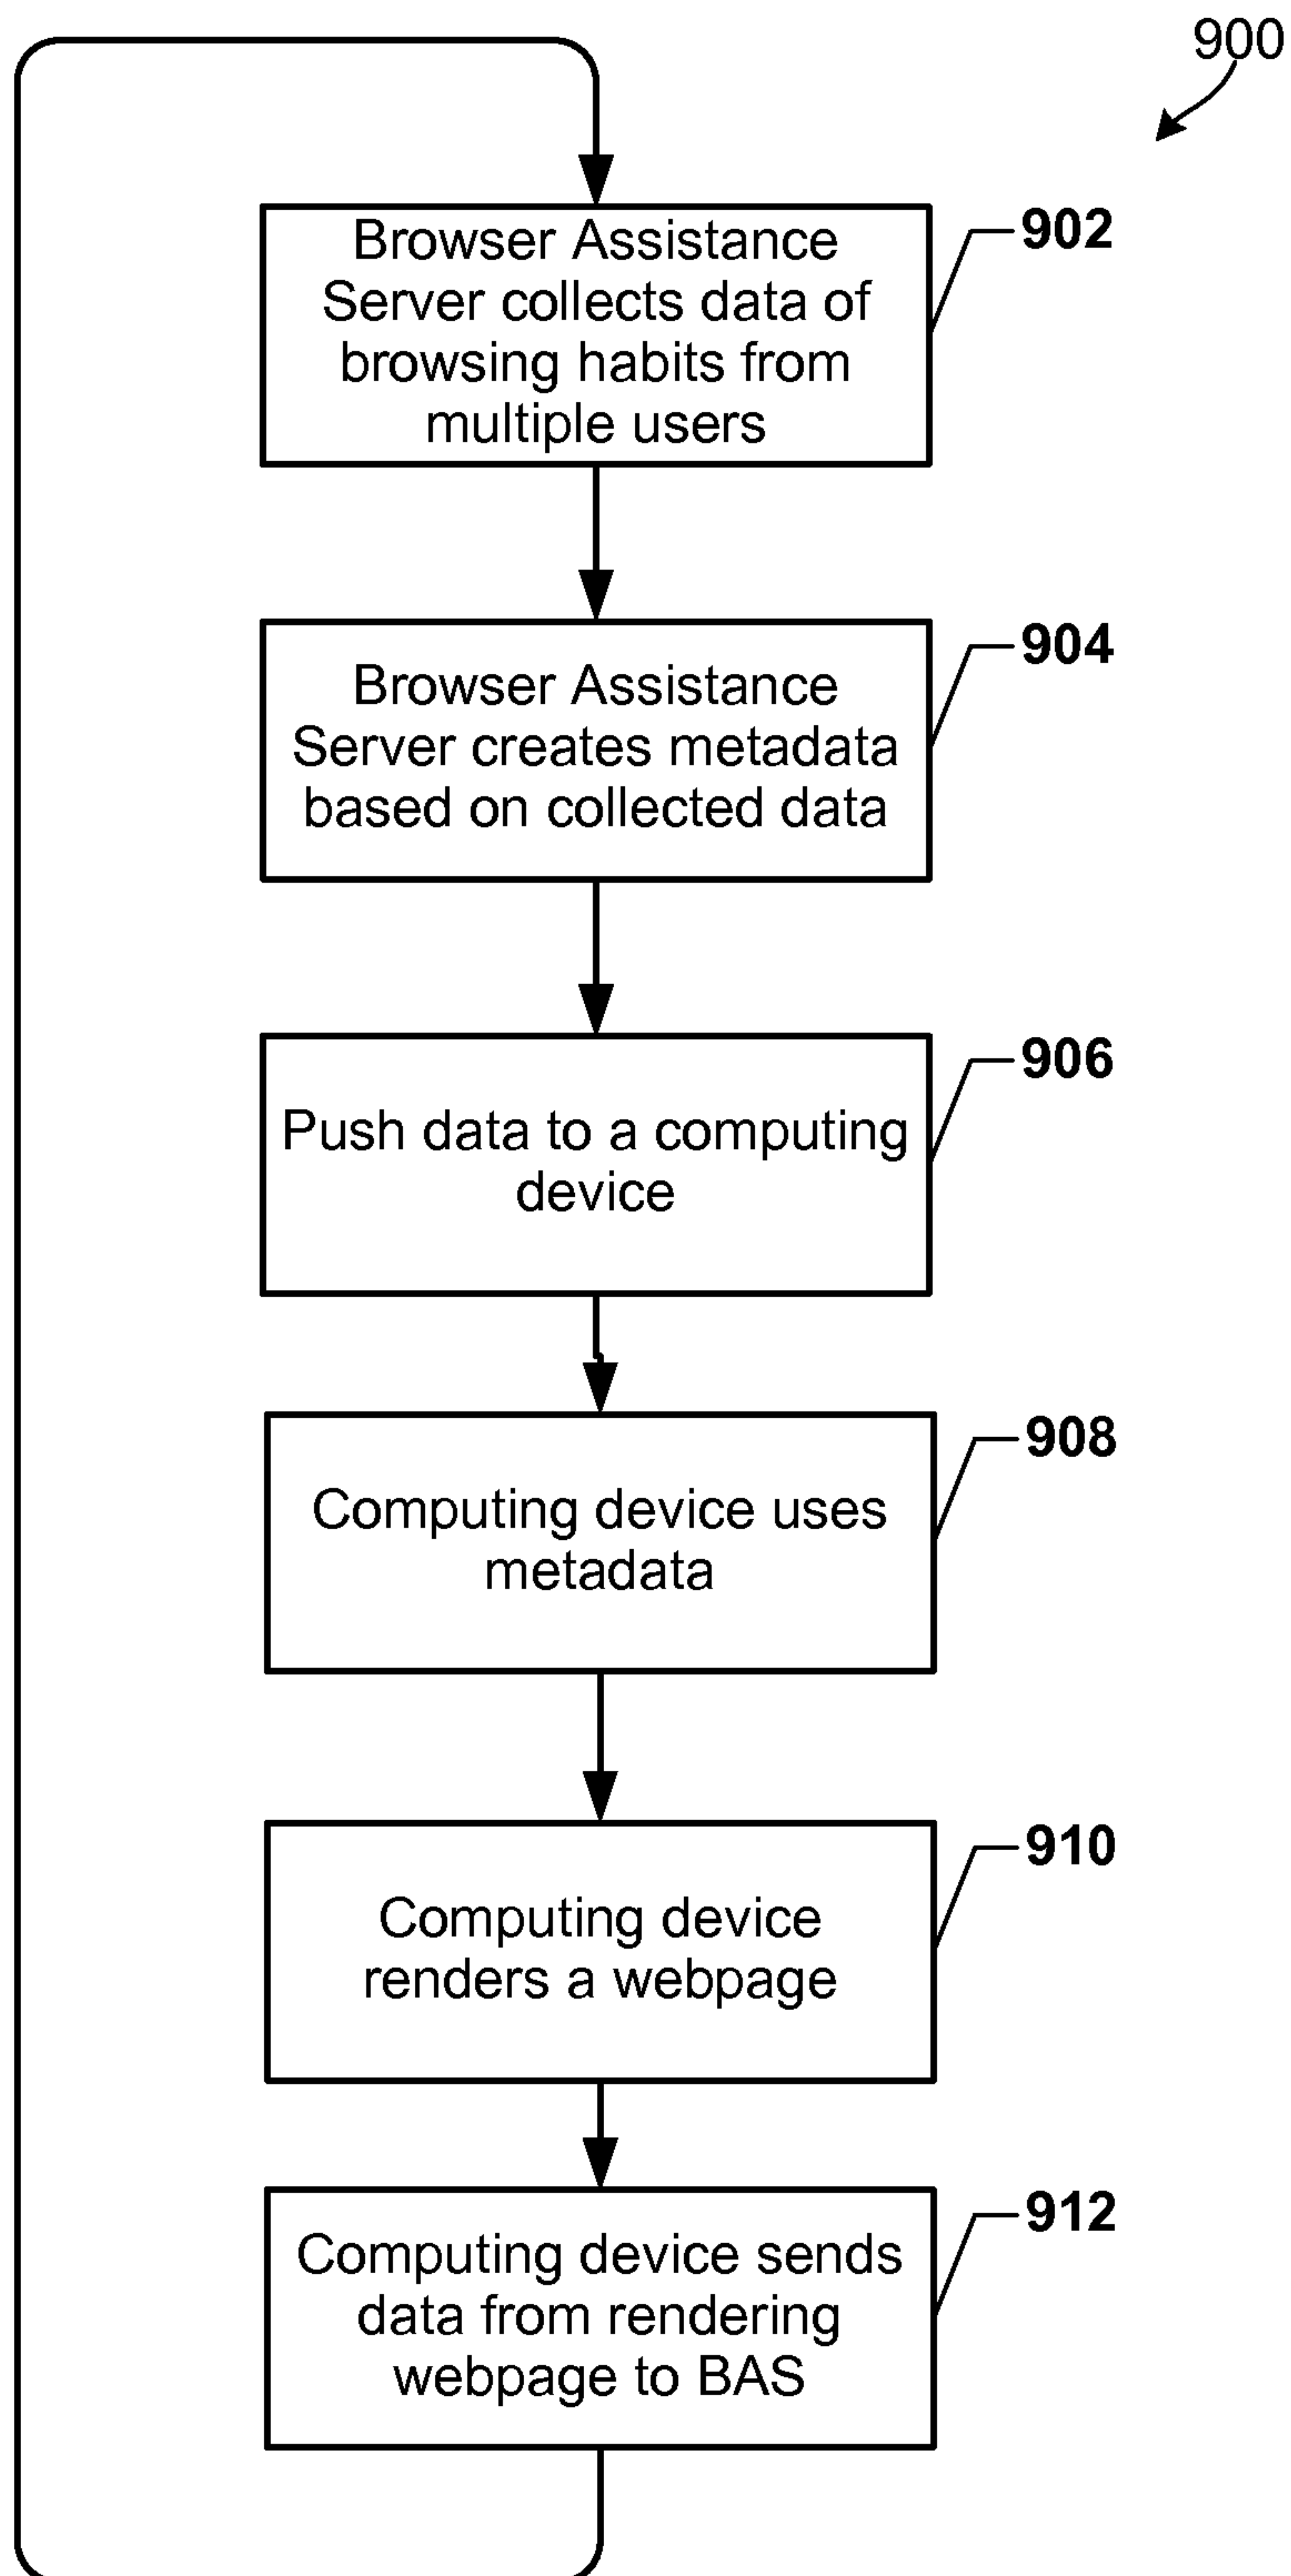 900
Browser Assistance
Server collects data of
browsing habits from
multiple users
902
Browser Assistance
Server creates metadata
based on collected data
904
Push data to a computing
device
906
Computing device uses
metadata
908
Computing device
renders a webpage
910
Computing device sends
data from rendering
webpage to BAS
912